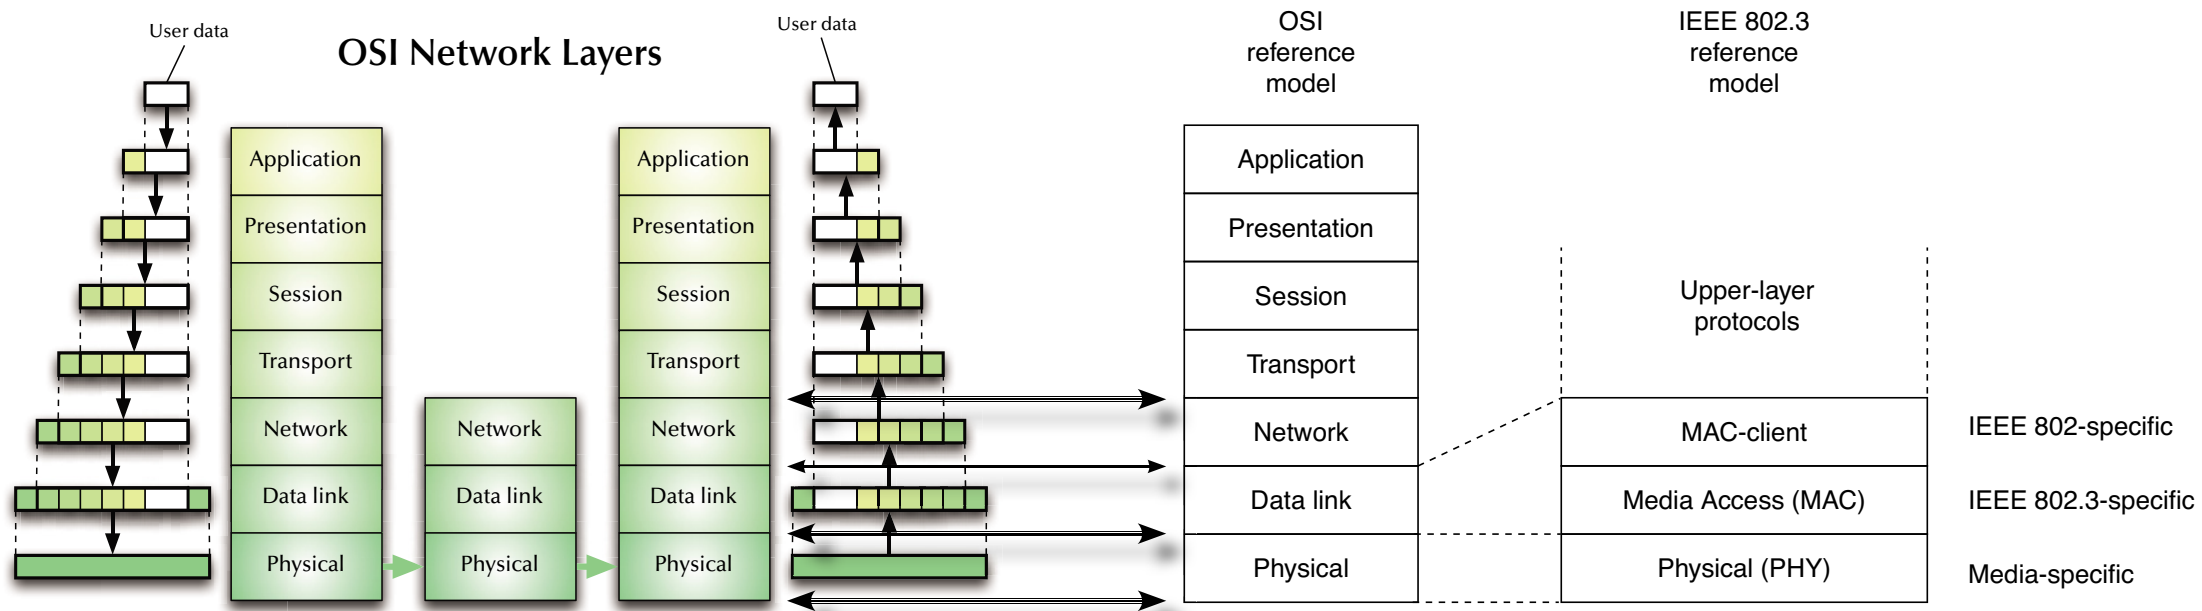 User data
OSI Network Layers
User data
Application
Presentation
Session
Transport
Network
Data link
Physical
Network
Data link
Physical
Application
Presentation
Session
Transport
Network
Data link
Physical
OSI
reference
model
Application
Presentation
Session
Transport
Network
Data link
Physical
IEEE 802.3
reference
model
Upper-layer
protocols
MAC-client
Media Access (MAC)
Physical (PHY)
IEEE 802-specific
IEEE 802.3-specific
Media-specific